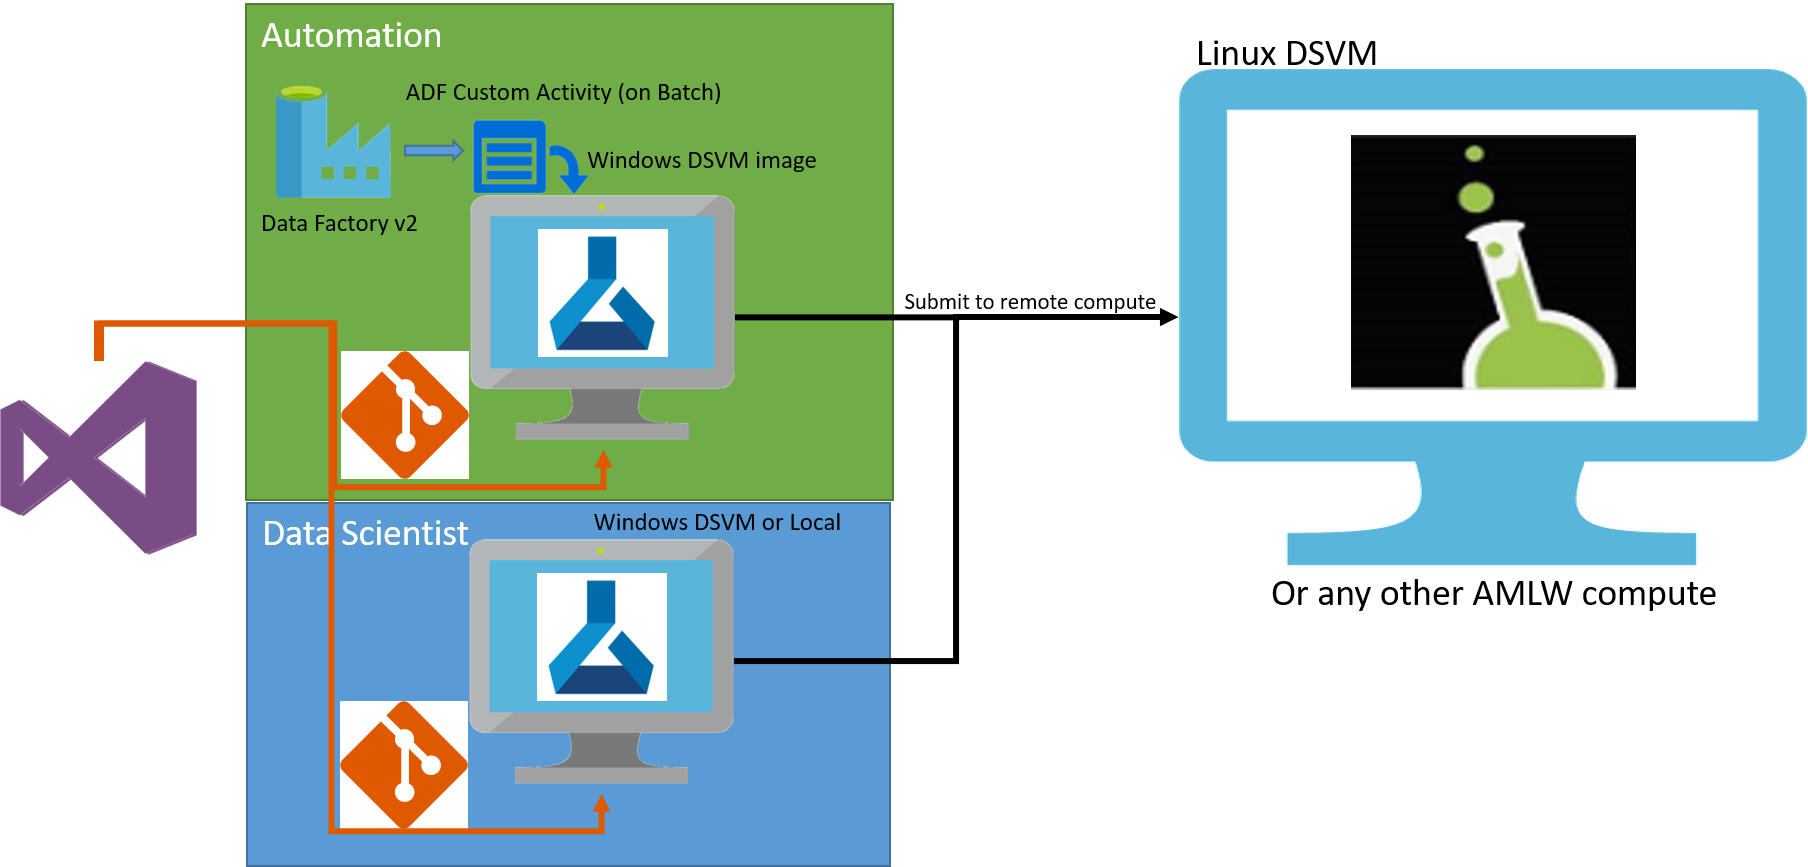 Automation
ADF Custom Activity (on Batch)
Windows DSVM image
Data Factory v2
Linux DSVM
Submit to remote compute
Data Scientist
Windows DSVM or Local
Or any other AMLW compute